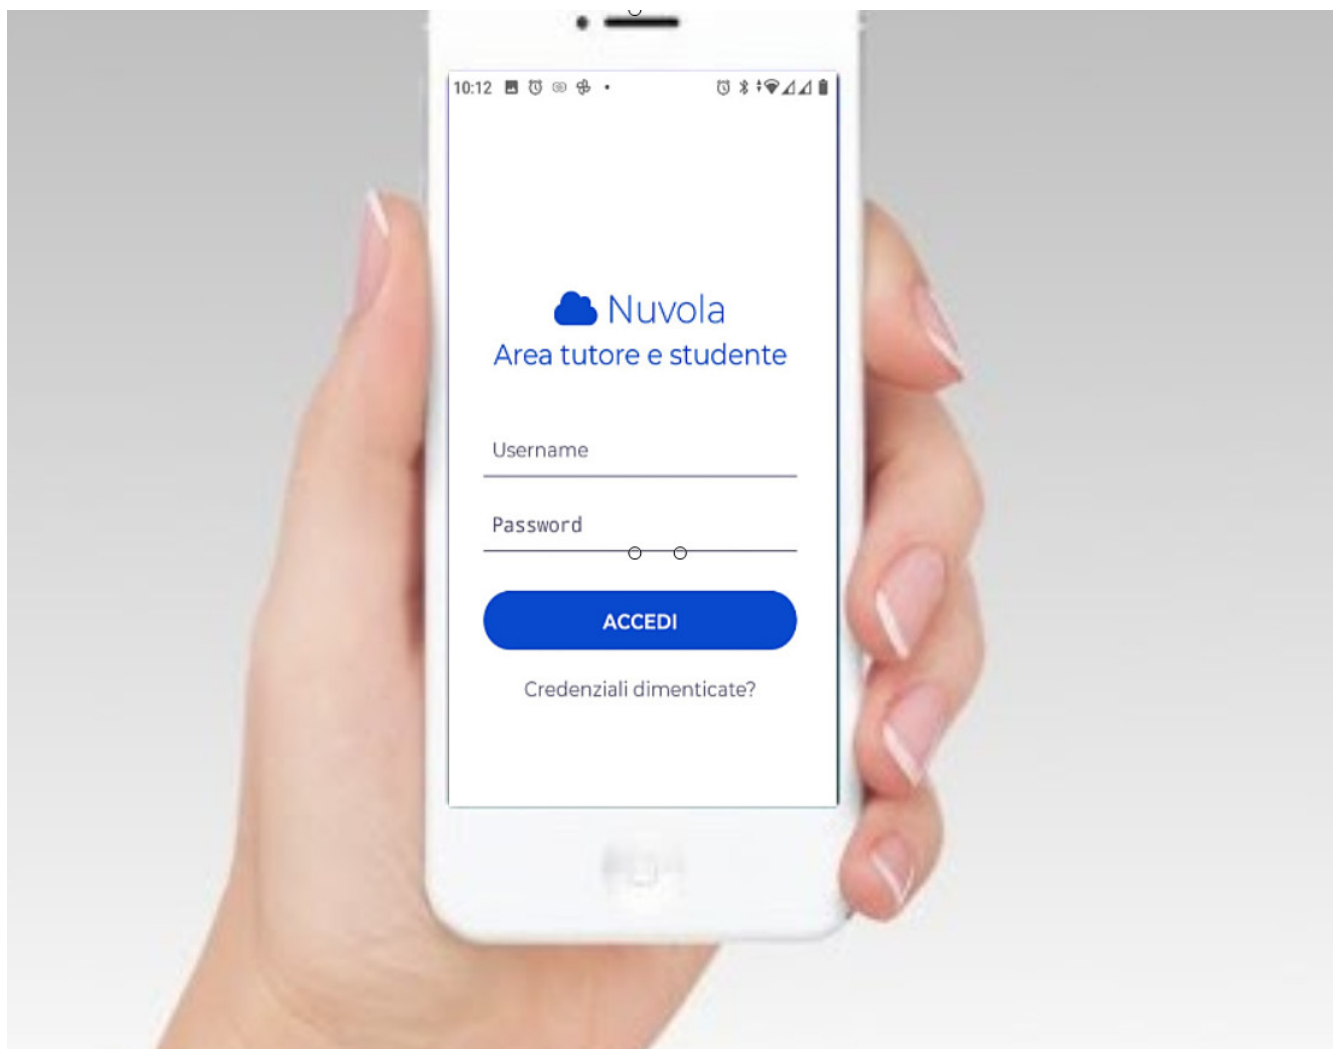 10:12
Nuvola
Area tutore e studente
Username
Password
ACCEDI
Credenziali dimenticate?